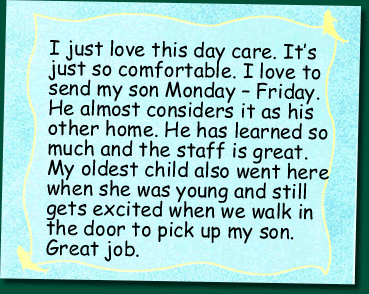 I just love this day care. It's
just so comfortable. I love to
send my son Monday – Friday.
He almost considers it as his
other home. He has learned so
much and the staff is great.
My oldest child also went here
when she was young and still
gets excited when we walk in
the door to pick up my son.
Great job.